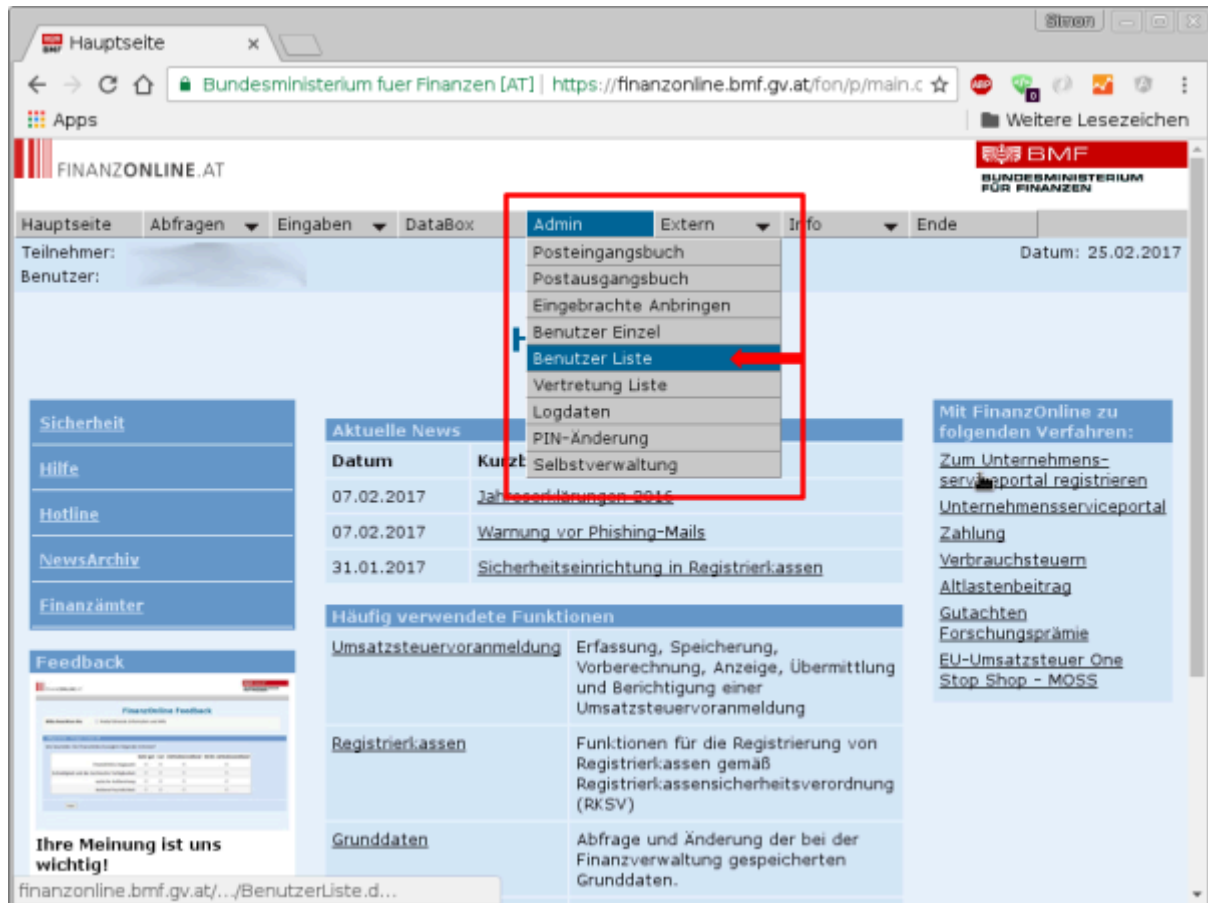 Simon
Hauptseite
Bundesministerium fuer Finanzen [AT] https://finanzonline.bmf.gv.at/fon/p/main.c
ABP
0
Apps
Weitere Lesezeichen
FINANZONLINE.AT
BMF
BUNDESMINISTERIUM
FÜR FINANZEN
Hauptseite Abfragen Eingaben DataBox Admin Extern Info Ende
Teilnehmer:
Benutzer:
Datum: 25.02.2017
Posteingangsbuch
Postausgangsbuch
Eingebrachte Anbringen
Benutzer Einzel
Benutzer Liste
Vertretung Liste
Logdaten
PIN-Änderung
Selbstverwaltung
H
Sicherheit
Hilfe
Hotline
NewsArchiv
Finanzämter
Feedback
FinanzOnline Feedback
Ihre Meinung ist uns
wichtig!
Aktuelle News
Datum
07.02.2017 Jahreserklärungen 2016
07.02.2017 Warnung vor Phishing-Mails
31.01.2017 Sicherheitseinrichtung in Registrierkassen
Häufig verwendete Funktionen
Umsatzsteuervoranmeldung Erfassung, Speicherung,
Vorberechnung, Anzeige, Übermittlung
und Berichtigung einer
Umsatzsteuervoranmeldung
Registrierkassen Funktionen für die Registrierung von
Registrierkassen gemäß
Registrierkassensicherheitsverordnung
(RKSV)
Grunddaten Abfrage und Änderung der bei der
Finanzverwaltung gespeicherten
Grunddaten.
Mit FinanzOnline zu
folgenden Verfahren:
Zum Unternehmens-
serviceportal registrieren
Unternehmensserviceportal
Zahlung
Verbrauchsteuern
Altlastenbeitrag
Gutachten
Forschungsprämie
EU-Umsatzsteuer One
Stop Shop - MOSS
finanzonline.bmf.gv.at/.../BenutzerListe.d...